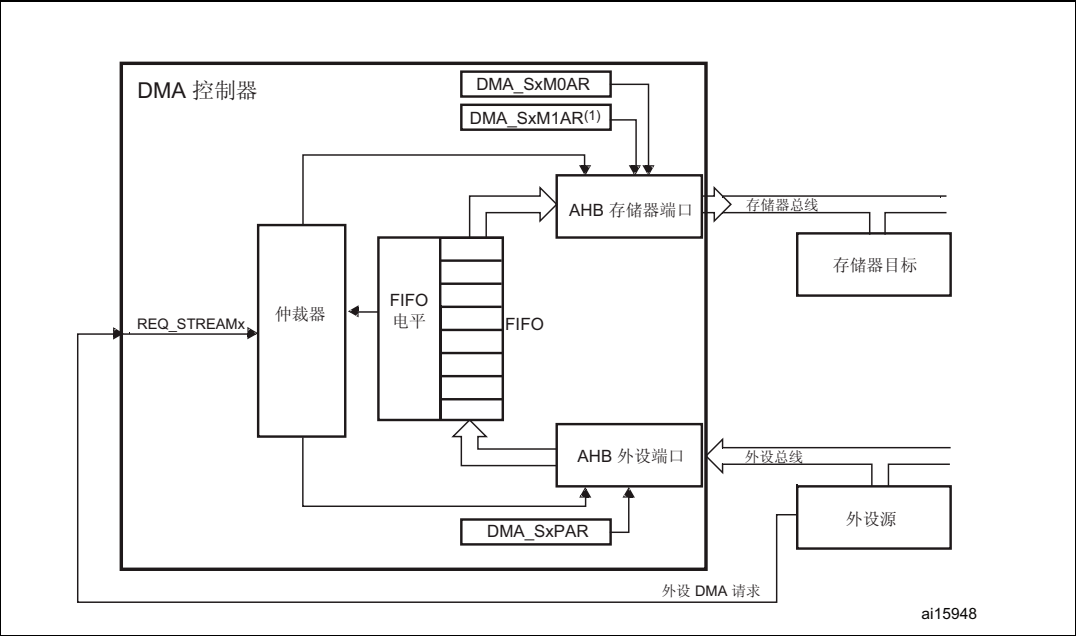 DMA 控制器
DMA_SxM0AR
DMA_SxM1AR(1)
AHB 存储器端口
存储器总线
存储器目标
仲裁器
FIFO
电平
FIFO
REQ_STREAMx
AHB 外设端口
外设总线
外设源
DMA_SxPAR
外设 DMA 请求
ai15948